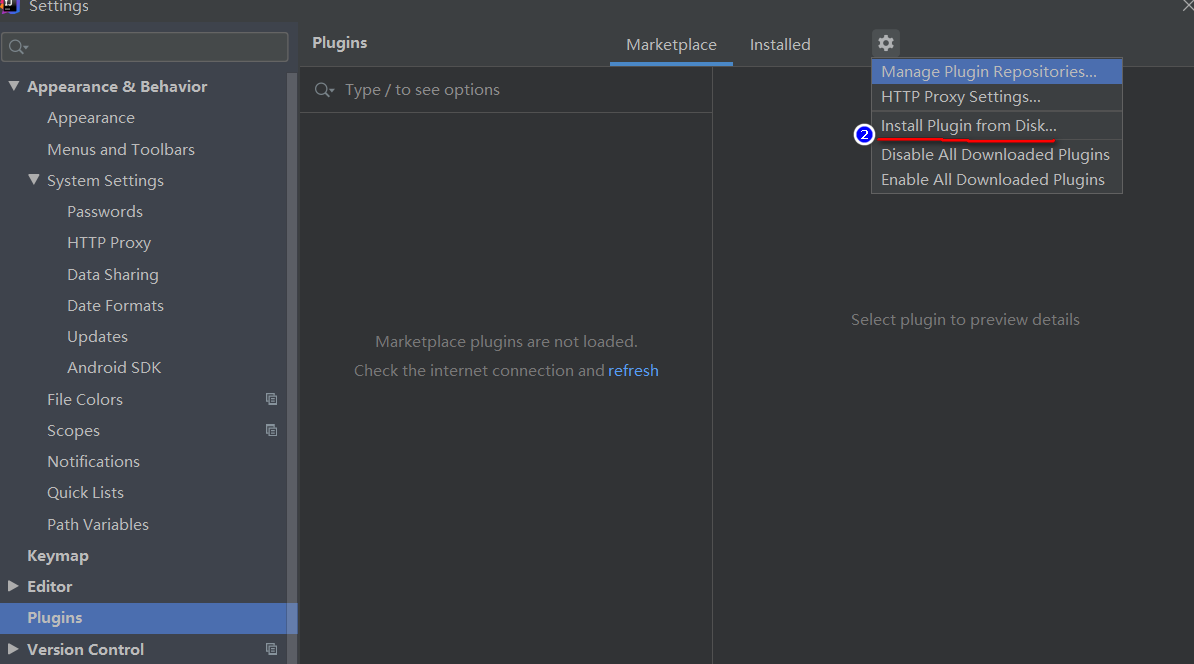 Settings
Plugins
Marketplace
Installed
Type / to see options
Appearance & Behavior
Appearance
Menus and Toolbars
System Settings
Passwords
HTTP Proxy
Data Sharing
Date Formats
Updates
Android SDK
File Colors
Scopes
Notifications
Quick Lists
Path Variables
Keymap
Editor
Plugins
Version Control
Marketplace plugins are not loaded.
Check the internet connection and refresh
Manage Plugin Repositories...
HTTP Proxy Settings...
2
Install Plugin from Disk...
Disable All Downloaded Plugins
Enable All Downloaded Plugins
Select plugin to preview details